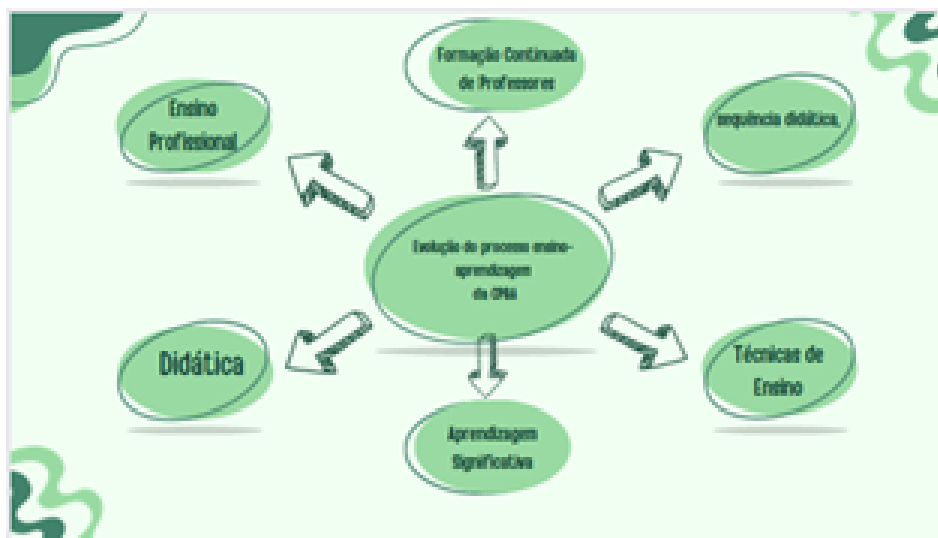 Formação Continuada
de Professores
Ensino
Profissional
sequência didática,
Evolução do processo ensino-
aprendizagem
do
Didática
Técnicas de
Ensino
Aprendizagem
Significativa